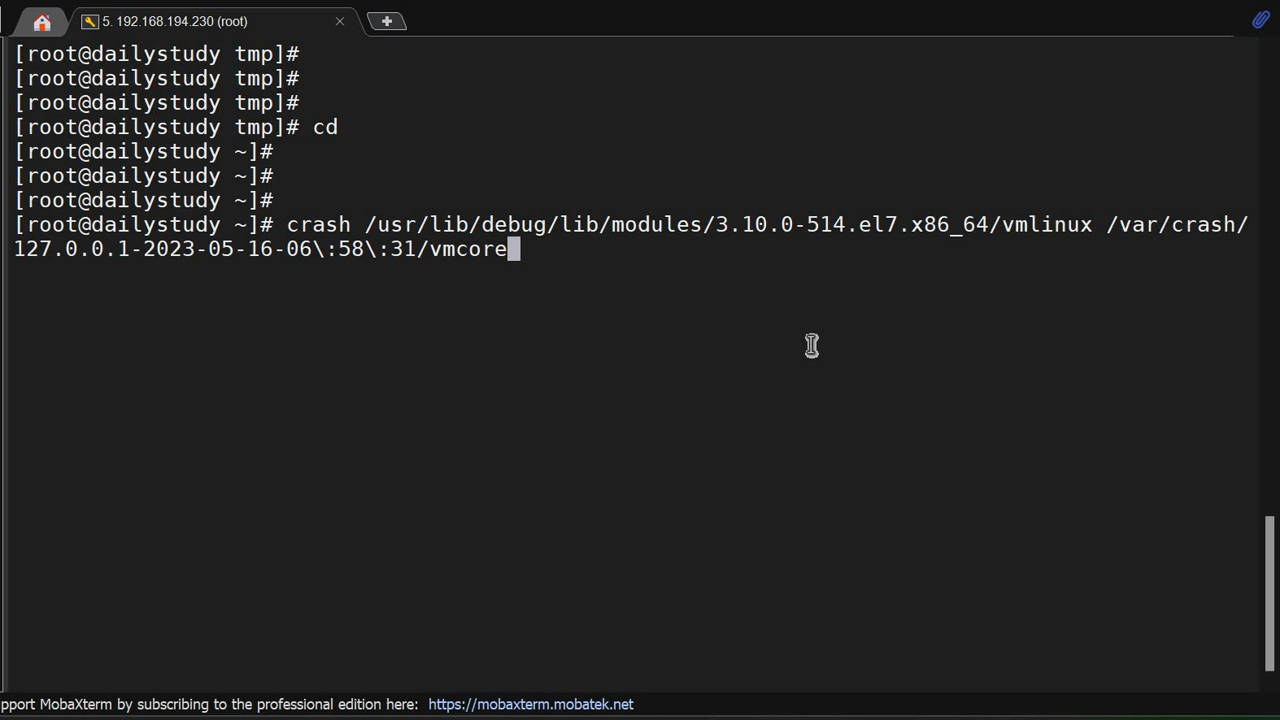 5. 192.168.194.230 (root)
[root@dailystudy tmp]#
[root@dailystudy tmp]#
[root@dailystudy tmp]#
[root@dailystudy tmp]# cd
[root@dailystudy ~]#
[root@dailystudy ~]#
[root@dailystudy ~]#
[root@dailystudy ~]# crash /usr/lib/debug/lib/modules/3.10.0-514.el7.x86_64/vmlinux /var/crash/
127.0.0.1-2023-05-16-06\:58\:31/vmcore
pport MobaXterm by subscribing to the professional edition here: https://mobaxterm.mobatek.net